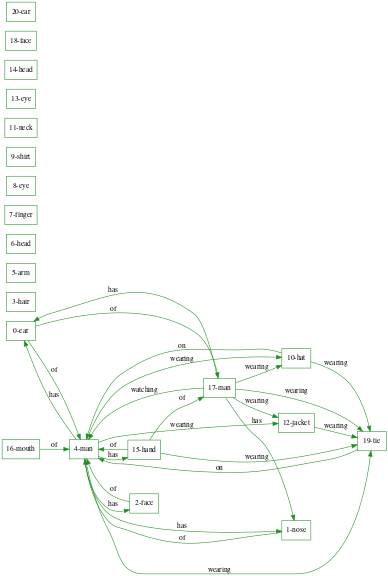 20-ear
18-face
14-head
13-eye
11-neck
9-shirt
8-eye
7-finger
6-head
5-arm
3-hair
has
0-ear
of
on
10-hat
wearing
wearing
of
wearing
watching
17-man
wearing
has
of
wearing
12-jacket
wearing
wearing
has
19-tie
16-mouth
of
4-man
of
15-hand
has
wearing
on
of
2-face
has
has
1-nose
of
wearing